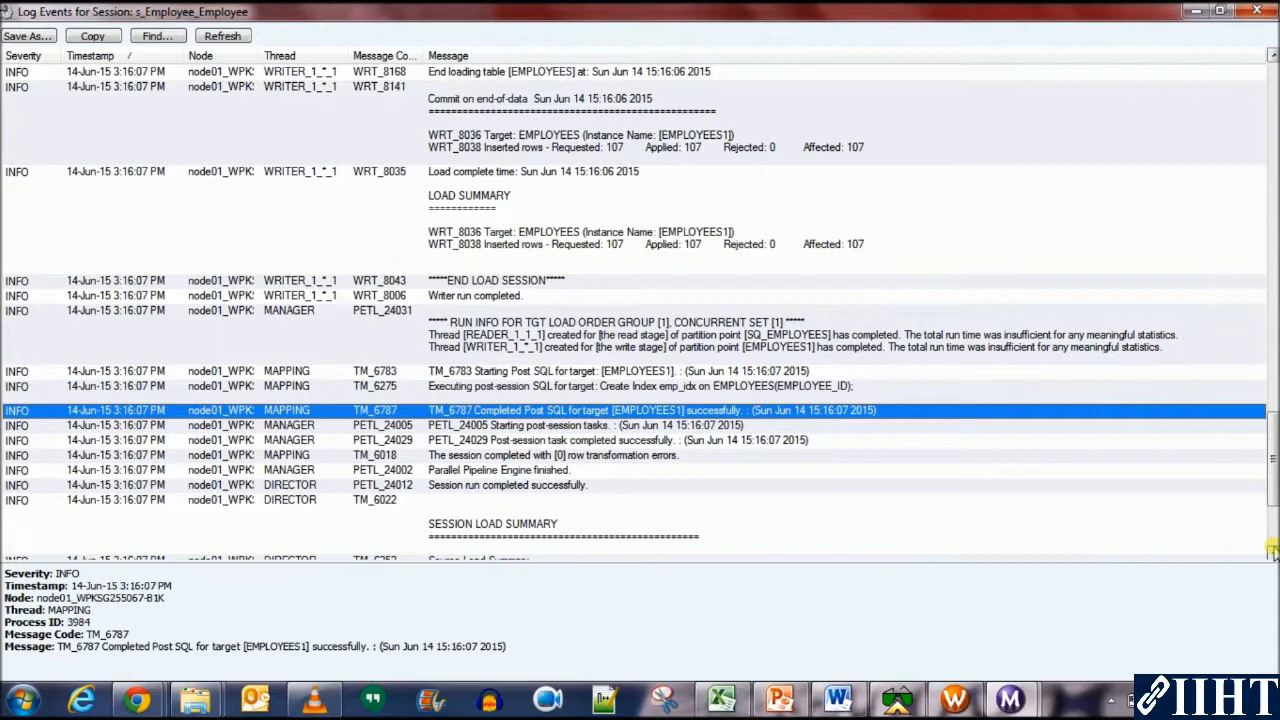 Log Events for Session: s_Employee_Employee
Save As... Copy Find... Refresh
Severity Timestamp / Node Thread Message Co... Message
INFO 14-Jun-15 3:16:07 PM node01_WPK: WRITER_1_*_1 WRT_8168 End loading table [EMPLOYEES] at: Sun Jun 14 15:16:06 2015
INFO 14-Jun-15 3:16:07 PM node01_WPK: WRITER_1_*_1 WRT_8141
Commit on end-of-data Sun Jun 14 15:16:06 2015
===================================================
WRT_8036 Target: EMPLOYEES (Instance Name: [EMPLOYEES1])
WRT_8038 Inserted rows - Requested: 107 Applied: 107 Rejected: 0 Affected: 107
INFO 14-Jun-15 3:16:07 PM node01_WPK: WRITER_1_*_1 WRT_8035 Load complete time: Sun Jun 14 15:16:06 2015
LOAD SUMMARY
============
WRT_8036 Target: EMPLOYEES (Instance Name: [EMPLOYEES1])
WRT_8038 Inserted rows - Requested: 107 Applied: 107 Rejected: 0 Affected: 107
INFO 14-Jun-15 3:16:07 PM node01_WPK: WRITER_1_*_1 WRT_8043 *****END LOAD SESSION*****
INFO 14-Jun-15 3:16:07 PM node01_WPK: WRITER_1_*_1 WRT_8006 Writer run completed.
INFO 14-Jun-15 3:16:07 PM node01_WPK: MANAGER PETL_24031
***** RUN INFO FOR TGT LOAD ORDER GROUP [1], CONCURRENT SET [1] *****
Thread [READER_1_1_1] created for [the read stage] of partition point [SQ_EMPLOYEES] has completed. The total run time was insufficient for any meaningful statistics.
Thread [WRITER_1_*_1] created for [the write stage] of partition point [EMPLOYEES1] has completed. The total run time was insufficient for any meaningful statistics.
INFO 14-Jun-15 3:16:07 PM node01_WPK: MAPPING TM_6783 TM_6783 Starting Post SQL for target: [EMPLOYEES1]. : (Sun Jun 14 15:16:07 2015)
INFO 14-Jun-15 3:16:07 PM node01_WPK: MAPPING TM_6275 Executing post-session SQL for target: Create Index emp_idx on EMPLOYEES(EMPLOYEE_ID);
INFO 14-Jun-15 3:16:07 PM node01_WPK: MAPPING TM_6787 TM_6787 Completed Post SQL for target [EMPLOYEES1] successfully. : (Sun Jun 14 15:16:07 2015)
INFO 14-Jun-15 3:16:07 PM node01_WPK: MANAGER PETL_24005 PETL_24005 Starting post-session tasks. : (Sun Jun 14 15:16:07 2015)
INFO 14-Jun-15 3:16:07 PM node01_WPK: MANAGER PETL_24029 PETL_24029 Post-session task completed successfully. : (Sun Jun 14 15:16:07 2015)
INFO 14-Jun-15 3:16:07 PM node01_WPK: MAPPING TM_6018 The session completed with [0] row transformation errors.
INFO 14-Jun-15 3:16:07 PM node01_WPK: MANAGER PETL_24002 Parallel Pipeline Engine finished.
INFO 14-Jun-15 3:16:07 PM node01_WPK: DIRECTOR PETL_24012 Session run completed successfully.
INFO 14-Jun-15 3:16:07 PM node01_WPK: DIRECTOR TM_6022
SESSION LOAD SUMMARY
================================================
Severity: INFO
Timestamp: 14-Jun-15 3:16:07 PM
Node: node01_WPKSG255067-B1K
Thread: MAPPING
Process ID: 3984
Message Code: TM_6787
Message: TM_6787 Completed Post SQL for target [EMPLOYEES1] successfully. : (Sun Jun 14 15:16:07 2015)
IIHT